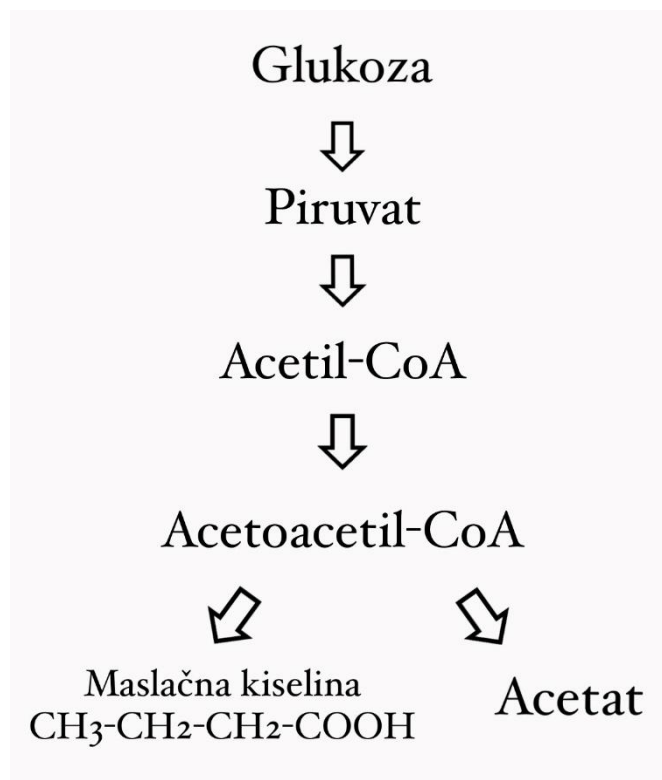 Glukoza
Piruvat
Acetil-CoA
Acetoacetil-CoA
Maslačna kiselina
CH3-CH2-CH2-COOH
Acetat